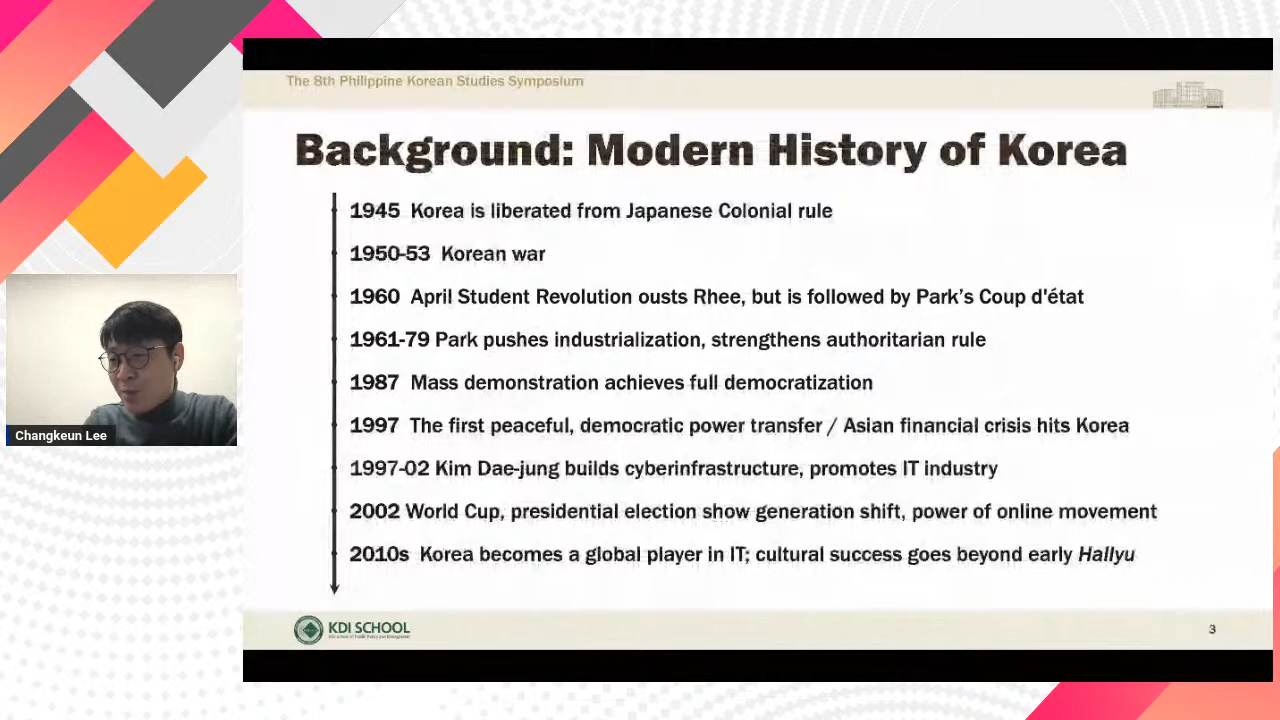 The 8th Philippine Korean Studies Symposium
Background: Modern History of Korea
1945 Korea is liberated from Japanese Colonial rule
1950-53 Korean war
1960 April Student Revolution ousts Rhee, but is followed by Park's Coup d'état
1961-79 Park pushes industrialization, strengthens authoritarian rule
1987 Mass demonstration achieves full democratization
1997 The first peaceful, democratic power transfer / Asian financial crisis hits Korea
1997-02 Kim Dae-jung builds cyberinfrastructure, promotes IT industry
2002 World Cup, presidential election show generation shift, power of online movement
2010s Korea becomes a global player in IT; cultural success goes beyond early Hallyu
Changkeun Lee
KDI SCHOOL
3